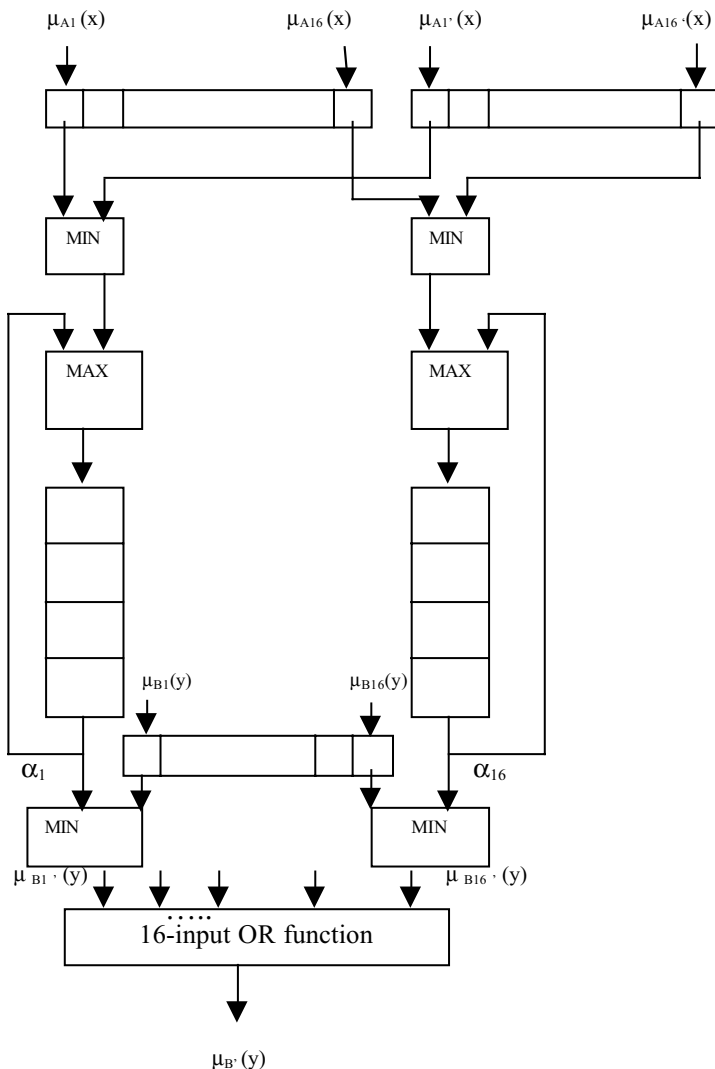 μA1 (x) μA16 (x) μA1' (x) μA16 '(x)
MIN MIN
MAX MAX
μB1(y) μB16(y)
α1 α16
MIN MIN
μ B1 ' (y) μ B16 ' (y)
.....
16-input OR function
μB' (y)